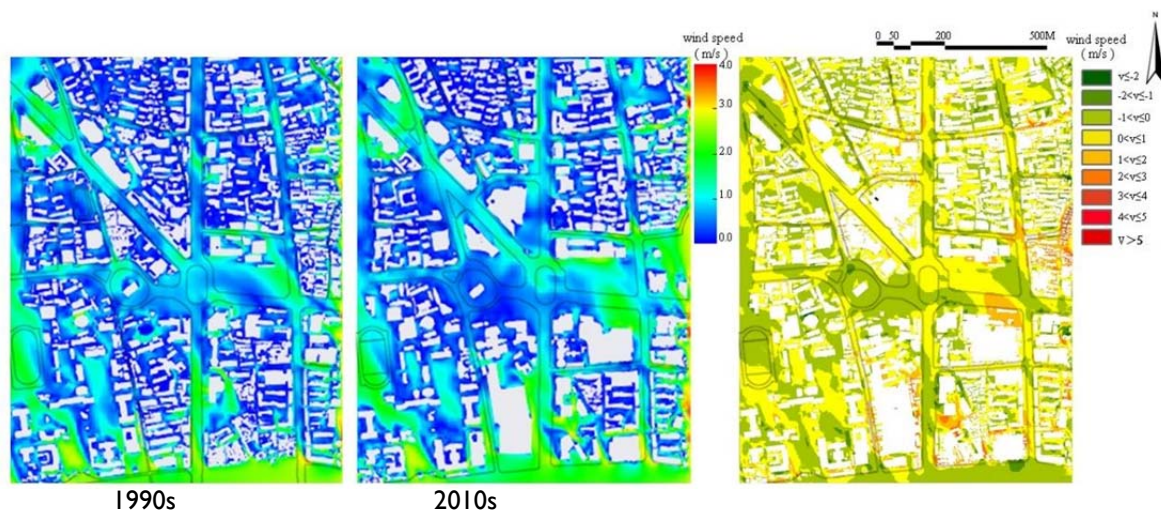 N
0 50 200 500M
wind speed
( m/s )
4.0
3.0
2.0
1.0
0.0
wind speed
( m/s )
v≤-2
-2<v≤-1
-1<v≤0
0<v≤1
1<v≤2
2<v≤3
3<v≤4
4<v≤5
V >5
1990s
2010s